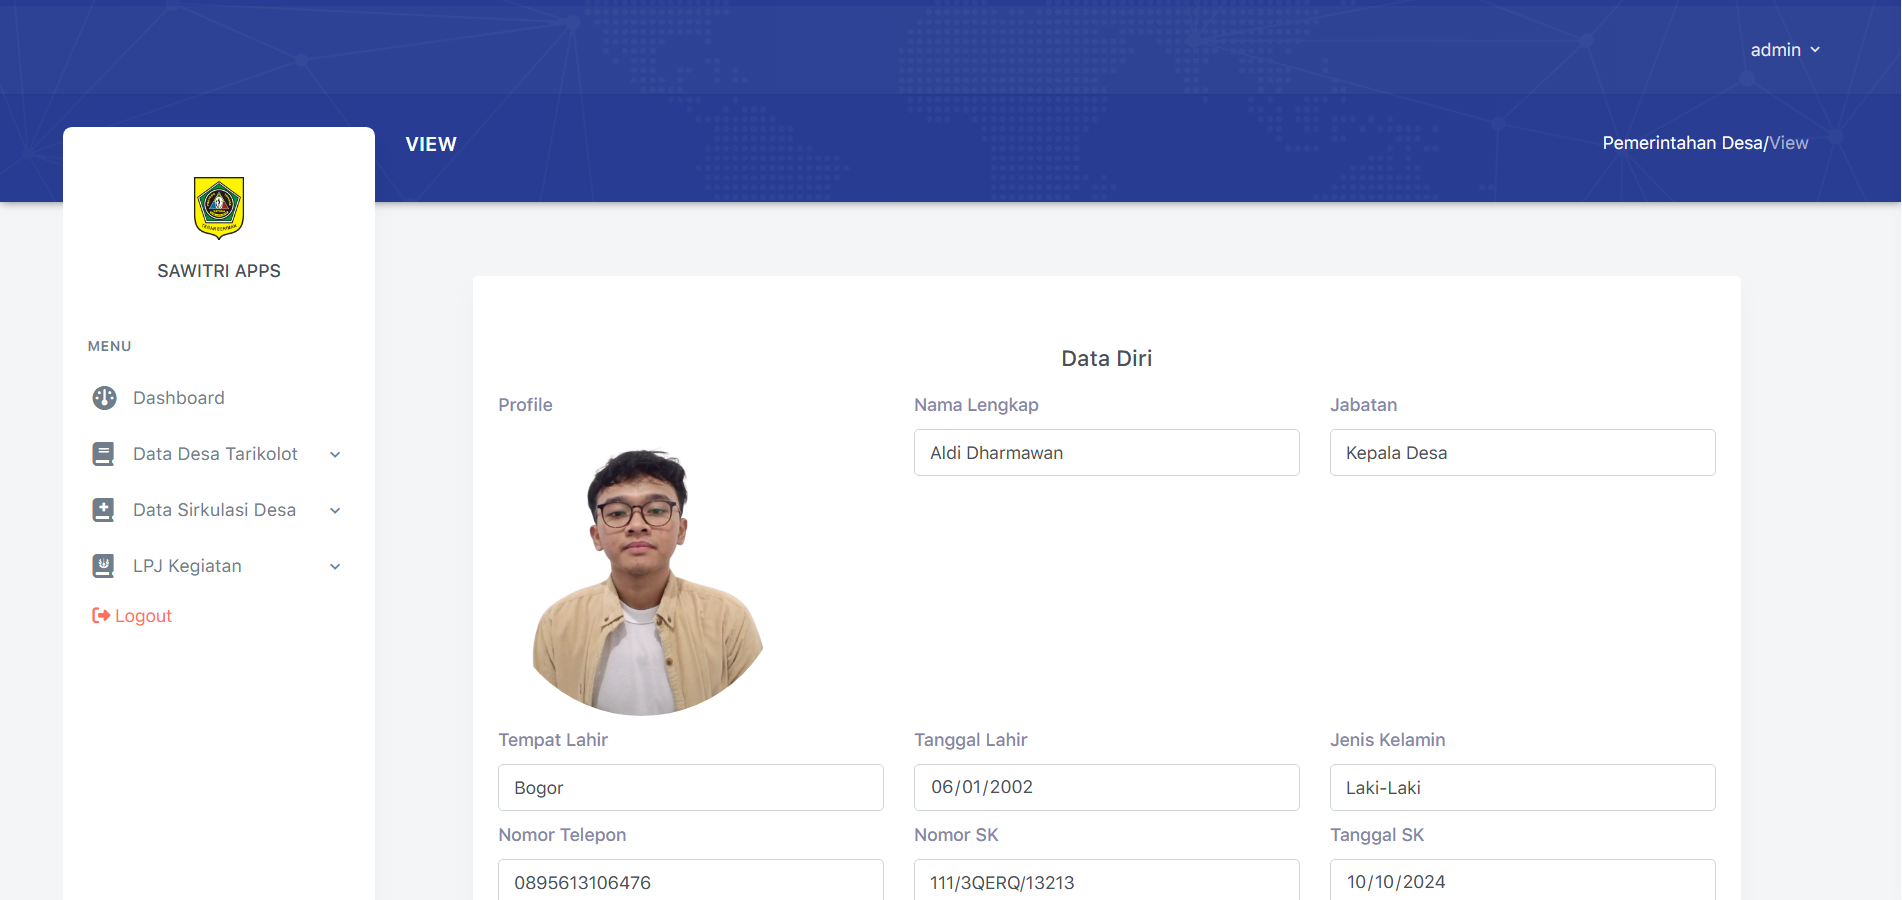 admin
VIEW
Pemerintahan Desa/View
SAWITRI APPS
MENU
Dashboard
Data Desa Tarikolot
Data Sirkulasi Desa
LPJ Kegiatan
Logout
Data Diri
Profile
Nama Lengkap
Jabatan
Aldi Dharmawan
Kepala Desa
Tempat Lahir
Tanggal Lahir
Jenis Kelamin
Bogor
06/01/2002
Laki-Laki
Nomor Telepon
Nomor SK
Tanggal SK
0895613106476
111/3QERQ/13213
10/10/2024